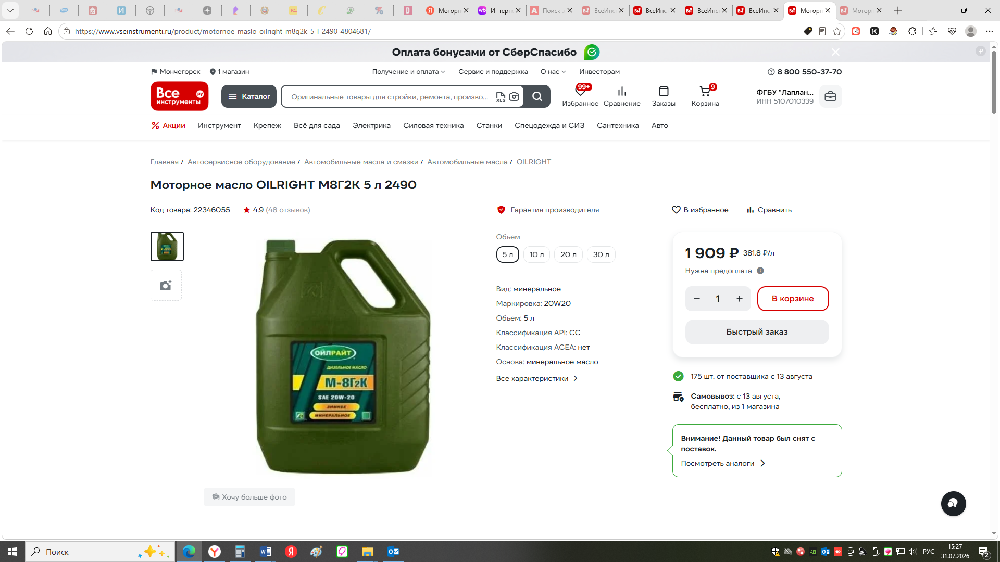 Моторн
Интерне
Поиск з
ВсеИнст
ВсеИнст
ВсеИнст
ВсеИнст
Моторн
Моторн
https://www.vseinstrumenti.ru/product/motornoe-maslo-oilright-m8g2k-5-l-2490-4804681/
Оплата бонусами от СберСпасибо
Мончегорск
1 магазин
Получение и оплата
Сервис и поддержка
О нас
Инвесторам
8 800 550-37-70
Все ру
инструменты
Каталог
Оригинальные товары для стройки, ремонта, произво...
XLS
99+
Избранное
Сравнение
Заказы
9
Корзина
ФГБУ "Лаплан...
ИНН 5107010339
% Акции
Инструмент
Крепеж
Всё для сада
Электрика
Силовая техника
Станки
Спецодежда и СИЗ
Сантехника
Авто
Главная / Автосервисное оборудование / Автомобильные масла и смазки / Автомобильные масла / OILRIGHT
Моторное масло OILRIGHT М8Г2К 5 л 2490
Код товара: 22346055
4.9 (48 отзывов)
Гарантия производителя
В избранное
Сравнить
ОЙЛРАЙТ
ДИЗЕЛЬНОЕ МАСЛО
М-8Г2К
SAE 20W-20
ЗИМНЕЕ
МИНЕРАЛЬНОЕ
Хочу больше фото
Объем
5 л
10 л
20 л
30 л
Вид: минеральное
Маркировка: 20W20
Объем: 5 л
Классификация API: CC
Классификация ACEA: нет
Основа: минеральное масло
Все характеристики
1 909 ₽ 381.8 ₽/л
Нужна предоплата
− 1 +
В корзине
Быстрый заказ
175 шт. от поставщика с 13 августа
Самовывоз: с 13 августа,
бесплатно, из 1 магазина
Внимание! Данный товар был снят с
поставок.
Посмотреть аналоги
Поиск
РУС
15:27
31.07.2026
2